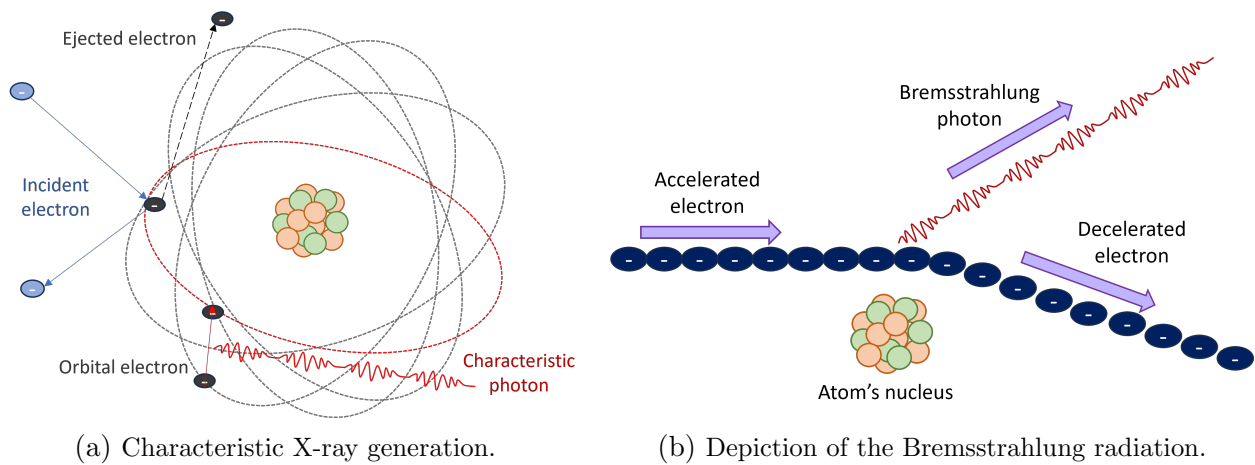 Ejected electron
Incident
electron
Orbital electron
Characteristic
photon
(a) Characteristic X-ray generation.
Bremsstrahlung
photon
Accelerated
electron
Decelerated
electron
Atom's nucleus
(b) Depiction of the Bremsstrahlung radiation.